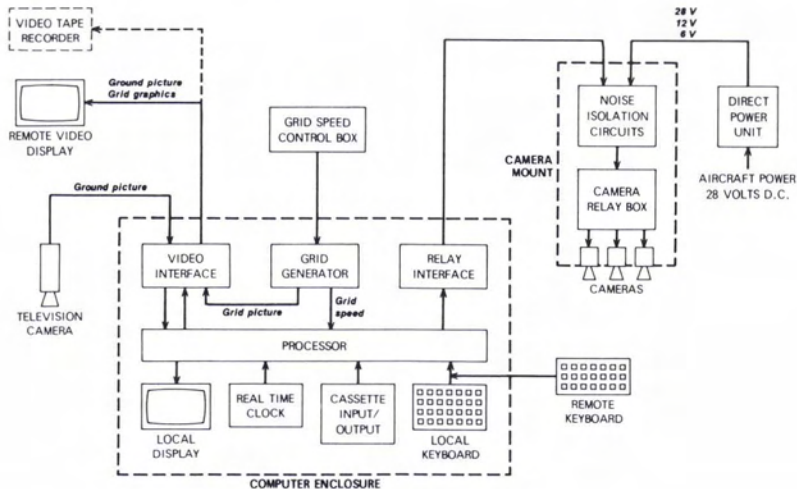 VIDEO TAPE
RECORDER
Ground picture
Grid graphics
REMOTE VIDEO
DISPLAY
Ground picture
TELEVISION
CAMERA
GRID SPEED
CONTROL BOX
28 V
12 V
6 V
NOISE
ISOLATION
CIRCUITS
DIRECT
POWER
UNIT
CAMERA
MOUNT
CAMERA
RELAY BOX
AIRCRAFT POWER
28 VOLTS D.C.
CAMERAS
VIDEO
INTERFACE
GRID
GENERATOR
RELAY
INTERFACE
Grid picture
Grid
speed
PROCESSOR
LOCAL
DISPLAY
REAL TIME
CLOCK
CASSETTE
INPUT/
OUTPUT
LOCAL
KEYBOARD
REMOTE
KEYBOARD
COMPUTER ENCLOSURE